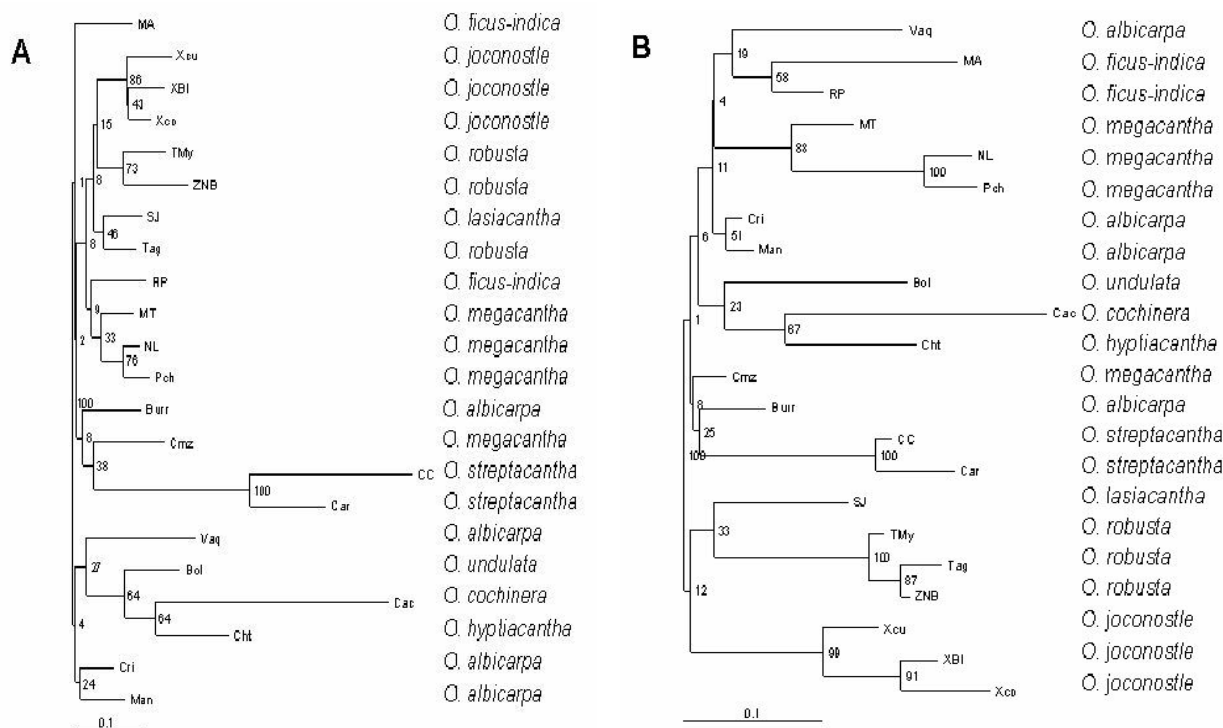 A
MA O. ficus-indica
Xcu O. joconostle
86
XBl O. joconostle
43
Xco O. joconostle
15
TMy O. robusta
73
ZNB O. robusta
1
8
SJ O. lasiacantha
46
Tag O. robusta
8
RP O. ficus-indica
9
MT O. megacantha
33
2
NL O. megacantha
76
Pch O. megacantha
100
Burr O. albicarpa
8
Cmz O. megacantha
38
CC O. streptacantha
100
Car O. streptacantha
Vaq O. albicarpa
27
Bol O. undulata
64
Cac O. cochinera
64
4
Cht O. hyptiacantha
Cri O. albicarpa
24
Man O. albicarpa
0.1
B
Vaq O. albicarpa
19
MA O. ficus-indica
58
RP O. ficus-indica
4
MT O. megacantha
88
NL O. megacantha
100
11
Pch O. megacantha
Cri O. albicarpa
51
6
Man O. albicarpa
Bol O. undulata
23
Cac O. cochinera
1
67
Cht O. hyptiacantha
Cmz O. megacantha
8
Burr O. albicarpa
25
CC O. streptacantha
100
100
Car O. streptacantha
SJ O. lasiacantha
33
TMy O. robusta
100
Tag O. robusta
87
12
ZNB O. robusta
Xcu O. joconostle
99
XBl O. joconostle
91
Xco O. joconostle
0.1